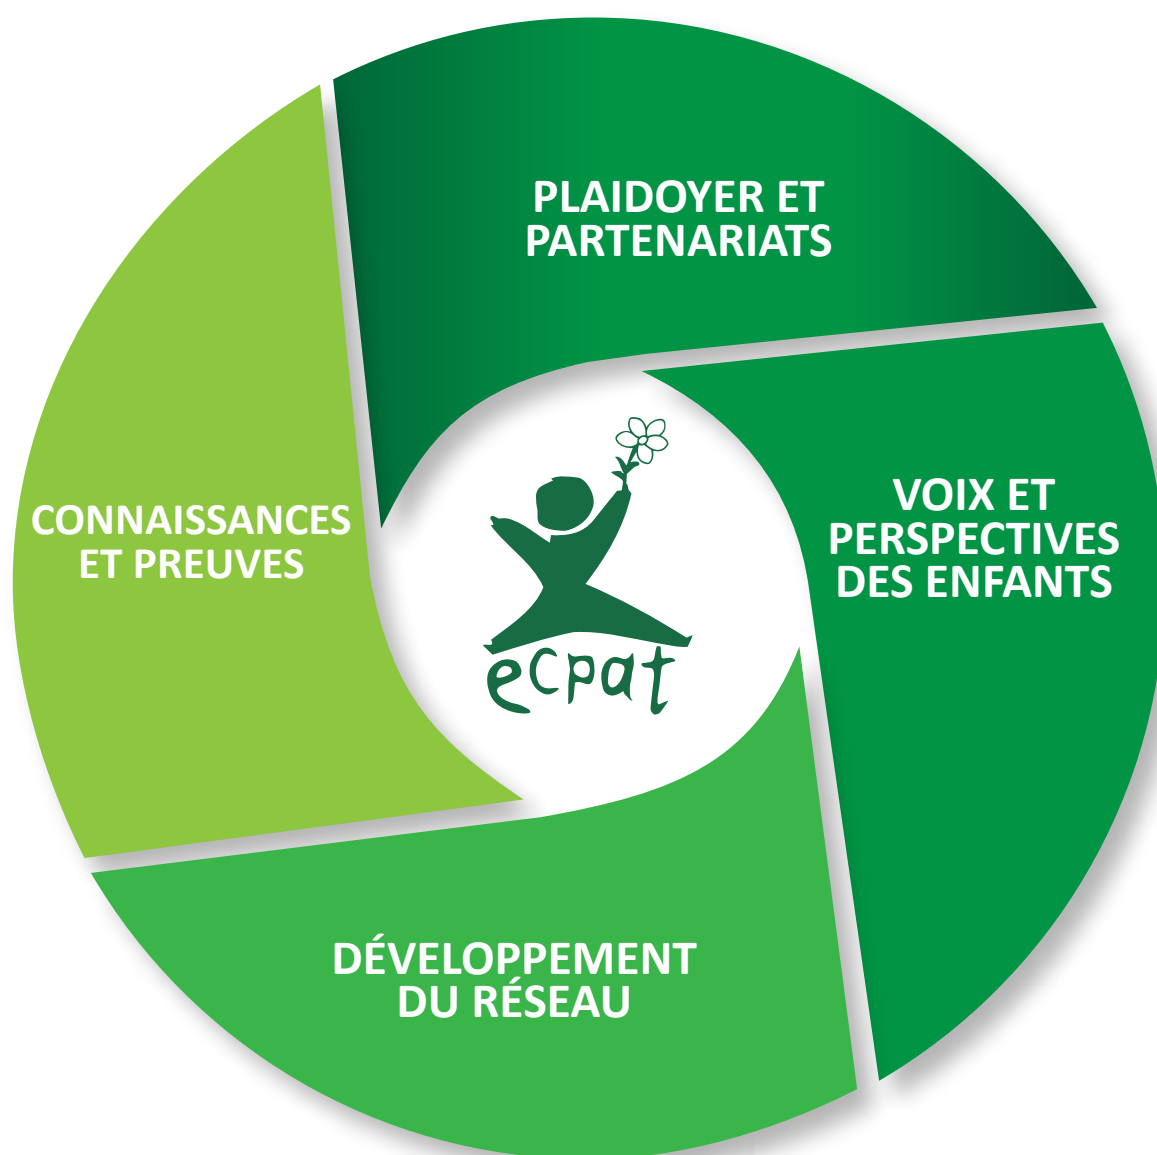 PLAIDOYER ET
PARTENARIATS
VOIX ET
PERSPECTIVES
DES ENFANTS
CONNAISSANCES
ET PREUVES
ecpat
DÉVELOPPEMENT
DU RÉSEAU